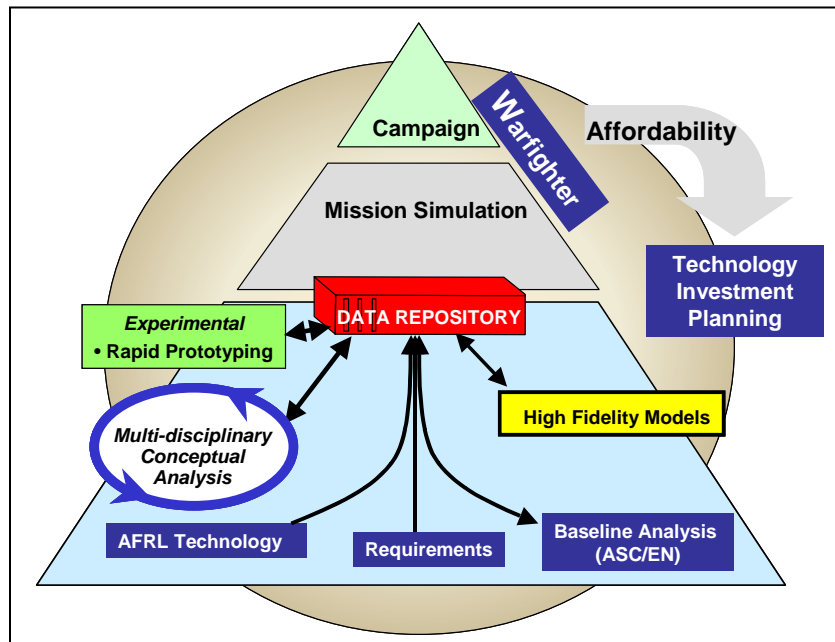 Campaign
Warfighter
Affordability
Mission Simulation
Technology
Investment
Planning
DATA REPOSITORY
Experimental
• Rapid Prototyping
High Fidelity Models
Multi-disciplinary
Conceptual
Analysis
AFRL Technology
Requirements
Baseline Analysis
(ASC/EN)